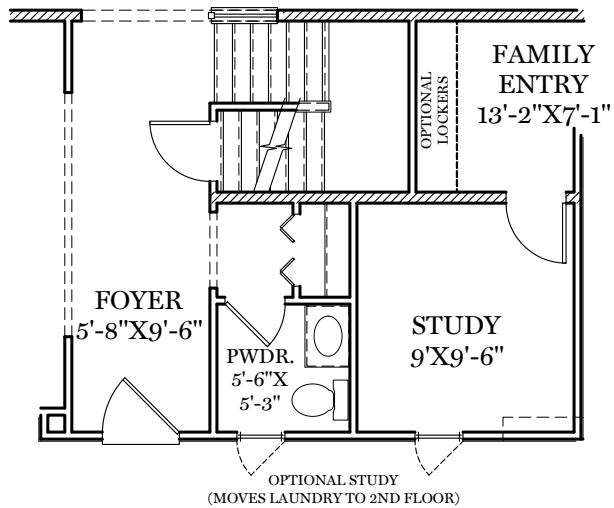 FAMILY
ENTRY
13'-2"X7'-1"
OPTIONAL
LOCKERS
FOYER
5'-8"X9'-6"
STUDY
9'X9'-6"
PWDR.
5'-6"X
5'-3"
OPTIONAL STUDY
(MOVES LAUNDRY TO 2ND FLOOR)